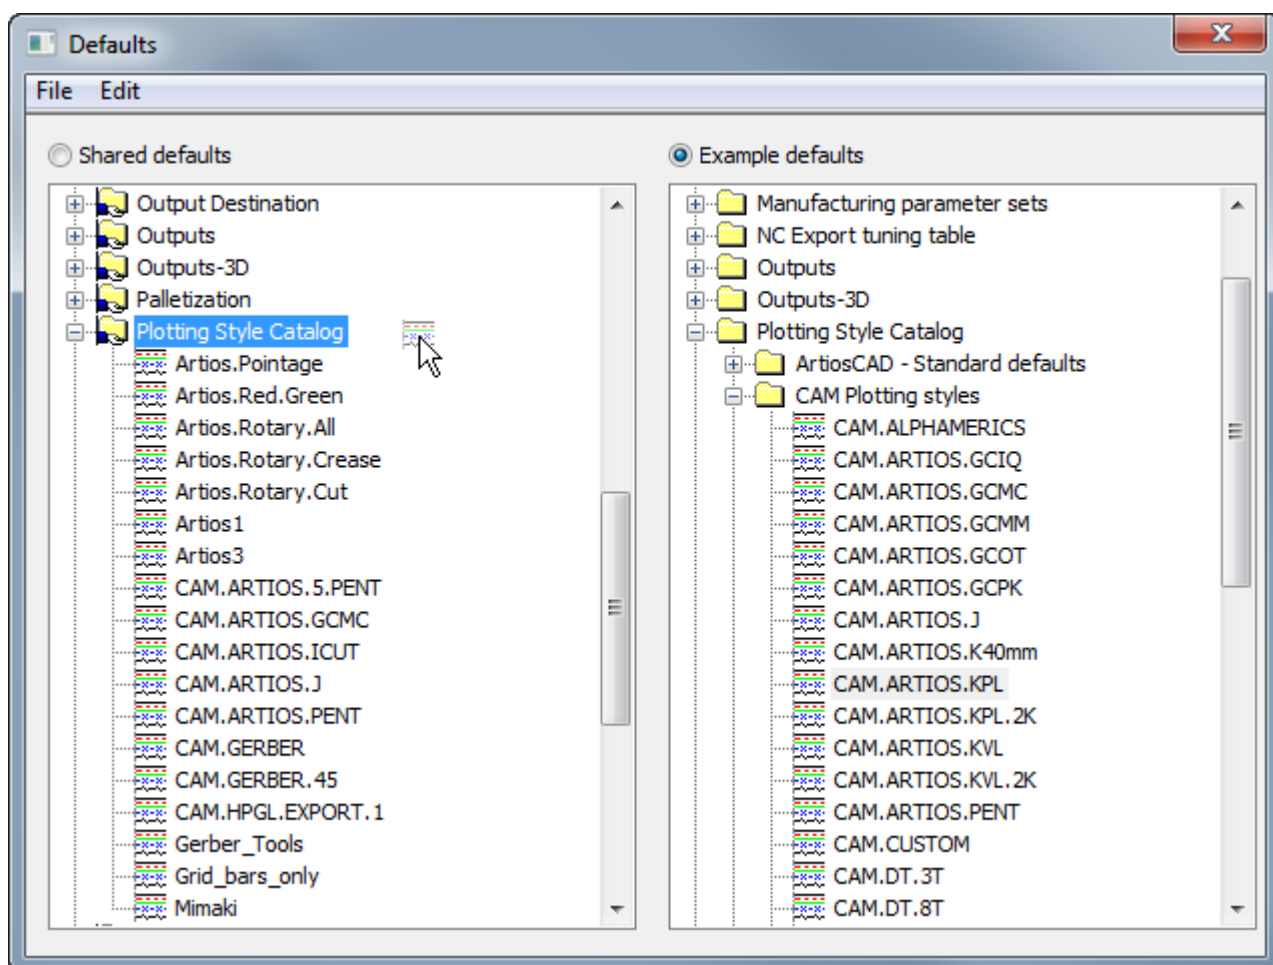 Defaults
File Edit
Shared defaults
Output Destination
Outputs
Outputs-3D
Palletization
Plotting Style Catalog
Artios.Pointage
Artios.Red.Green
Artios.Rotary.All
Artios.Rotary.Crease
Artios.Rotary.Cut
Artios1
Artios3
CAM.ARTIOS.5.PENT
CAM.ARTIOS.GCMC
CAM.ARTIOS.ICUT
CAM.ARTIOS.J
CAM.ARTIOS.PENT
CAM.GERBER
CAM.GERBER.45
CAM.HPGL.EXPORT.1
Gerber_Tools
Grid_bars_only
Mimaki
Example defaults
Manufacturing parameter sets
NC Export tuning table
Outputs
Outputs-3D
Plotting Style Catalog
ArtiosCAD - Standard defaults
CAM Plotting styles
CAM.ALPHAMERICS
CAM.ARTIOS.GCIQ
CAM.ARTIOS.GCMC
CAM.ARTIOS.GCMM
CAM.ARTIOS.GCOT
CAM.ARTIOS.GCPK
CAM.ARTIOS.J
CAM.ARTIOS.K40mm
CAM.ARTIOS.KPL
CAM.ARTIOS.KPL.2K
CAM.ARTIOS.KVL
CAM.ARTIOS.KVL.2K
CAM.ARTIOS.PENT
CAM.CUSTOM
CAM.DT.3T
CAM.DT.8T